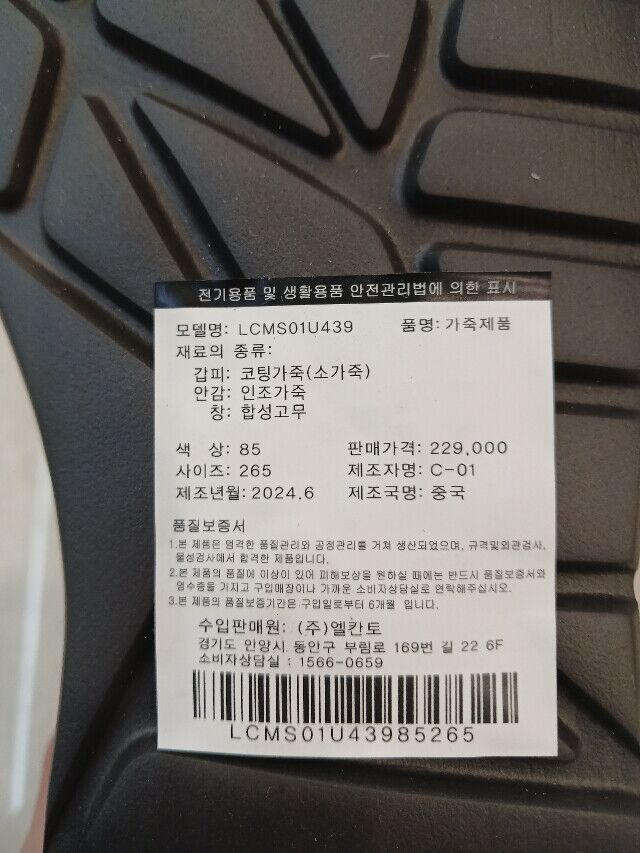 전기용품 및 생활용품 안전관리법에 의한 표시
모델명: LCMS01U439 품명: 가죽제품
재료의 종류:
갑피: 코팅가죽(소가죽)
안감: 인조가죽
창: 합성고무
색 상: 85 판매가격: 229,000
사이즈: 265 제조자명: C-01
제조년월: 2024.6 제조국명: 중국
품질보증서
1.본 제품은 엄격한 품질관리와 공정관리를 거쳐 생산되었으며, 규격및외관검사,
물성검사에서 합격한 제품입니다.
2.본 제품의 품질에 이상이 있어 피해보상을 원하실 때에는 반드시 품질보증서와
영수증을 가지고 구입매장이나 가까운 소비자상담실로 연락해주십시오.
3.본 제품의 품질보증기간은 구입일로부터 6개월 입니다.
수입판매원: (주)엘칸토
경기도 안양시 동안구 부림로 169번 길 22 6F
소비자상담실 : 1566-0659
LCMS01U43985265